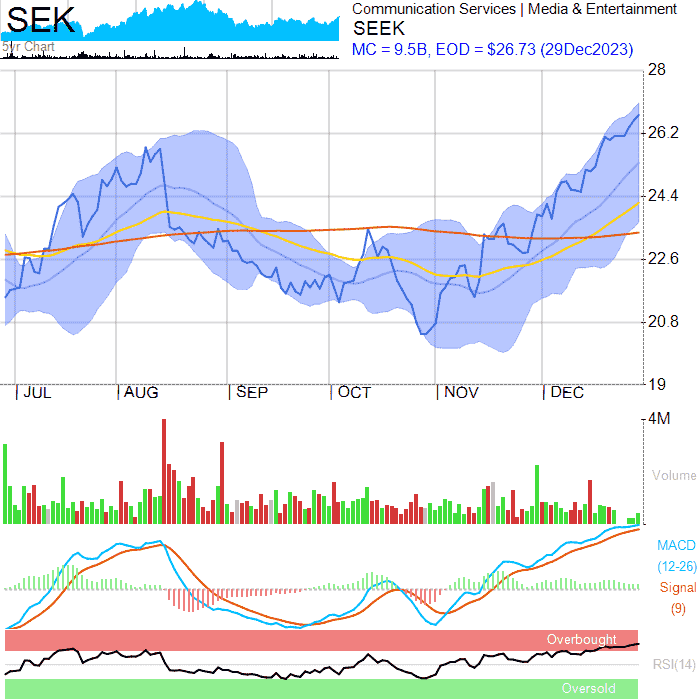 SEK
5yr Chart
Communication Services | Media & Entertainment
SEEK
MC = 9.5B, EOD = $26.73 (29Dec2023)
28
26.2
24.4
22.6
20.8
19
| JUL | AUG | SEP | OCT | NOV | DEC
4M
Volume
MACD
(12-26)
Signal
(9)
Overbought
RSI(14)
Oversold